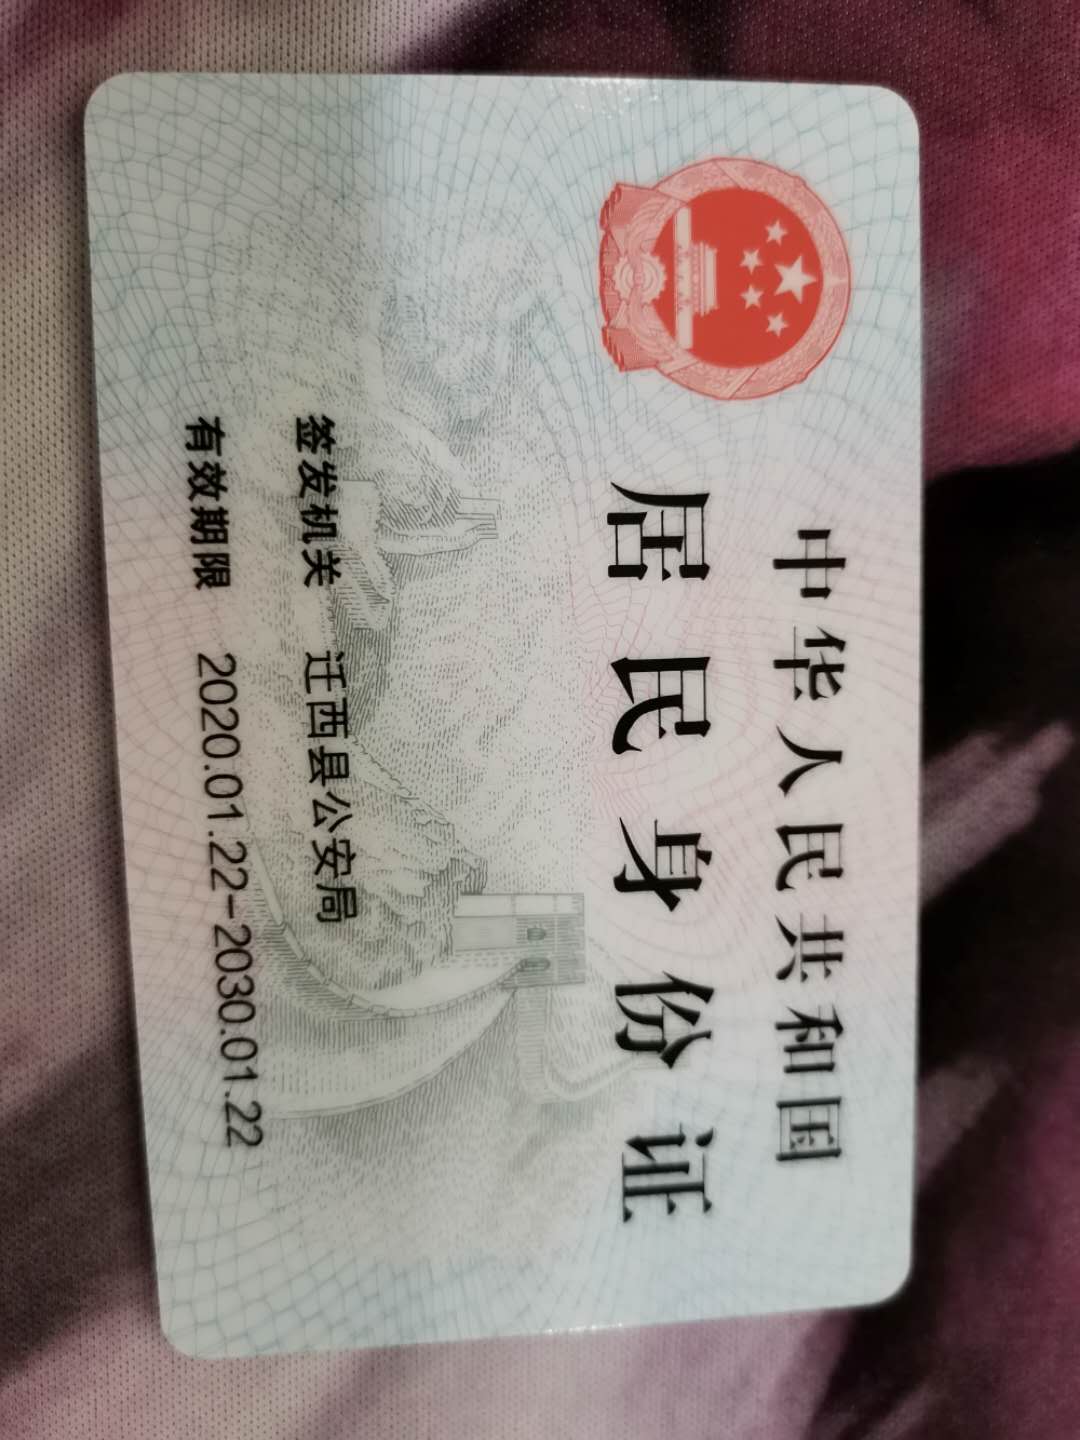 中华人民共和国
居民身份证
签发机关 迁西县公安局
有效期限 2020.01.22-2030.01.22